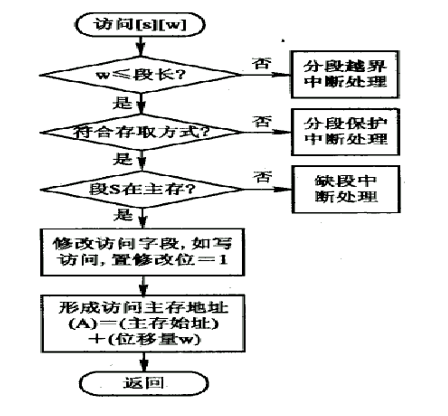 访问[s][w]
w≤段长?
否
分段越界
中断处理
是
符合存取方式?
否
分段保护
中断处理
是
段S在主存?
否
缺段中
断处理
是
修改访问字段, 如写
访问, 置修改位=1
形成访问主存地址
(A)=(主存始址)
+(位移量w)
返回